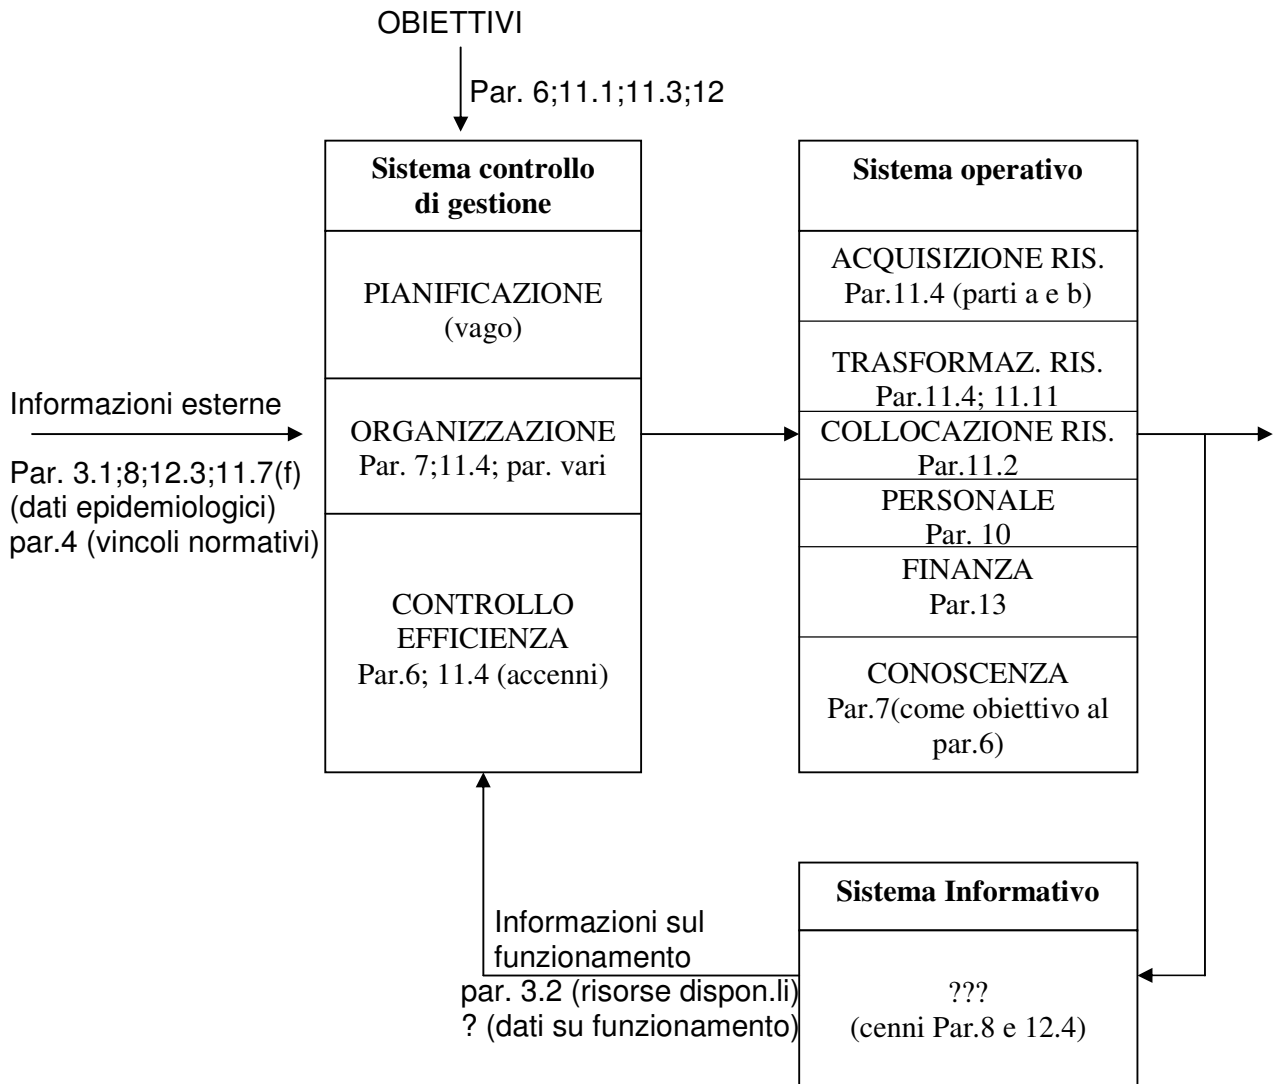 OBIETTIVI
Par. 6;11.1;11.3;12
Sistema controllo
di gestione
PIANIFICAZIONE
(vago)
ORGANIZZAZIONE
Par. 7;11.4; par. vari
CONTROLLO
EFFICIENZA
Par.6; 11.4 (accenni)
Informazioni esterne
Par. 3.1;8;12.3;11.7(f)
(dati epidemiologici)
par.4 (vincoli normativi)
Sistema operativo
ACQUISIZIONE RIS.
Par.11.4 (parti a e b)
TRASFORMAZ. RIS.
Par.11.4; 11.11
COLLOCAZIONE RIS.
Par.11.2
PERSONALE
Par. 10
FINANZA
Par.13
CONOSCENZA
Par.7(come obiettivo al
par.6)
Sistema Informativo
???
(cenni Par.8 e 12.4)
Informazioni sul
funzionamento
par. 3.2 (risorse dispon.li)
? (dati su funzionamento)